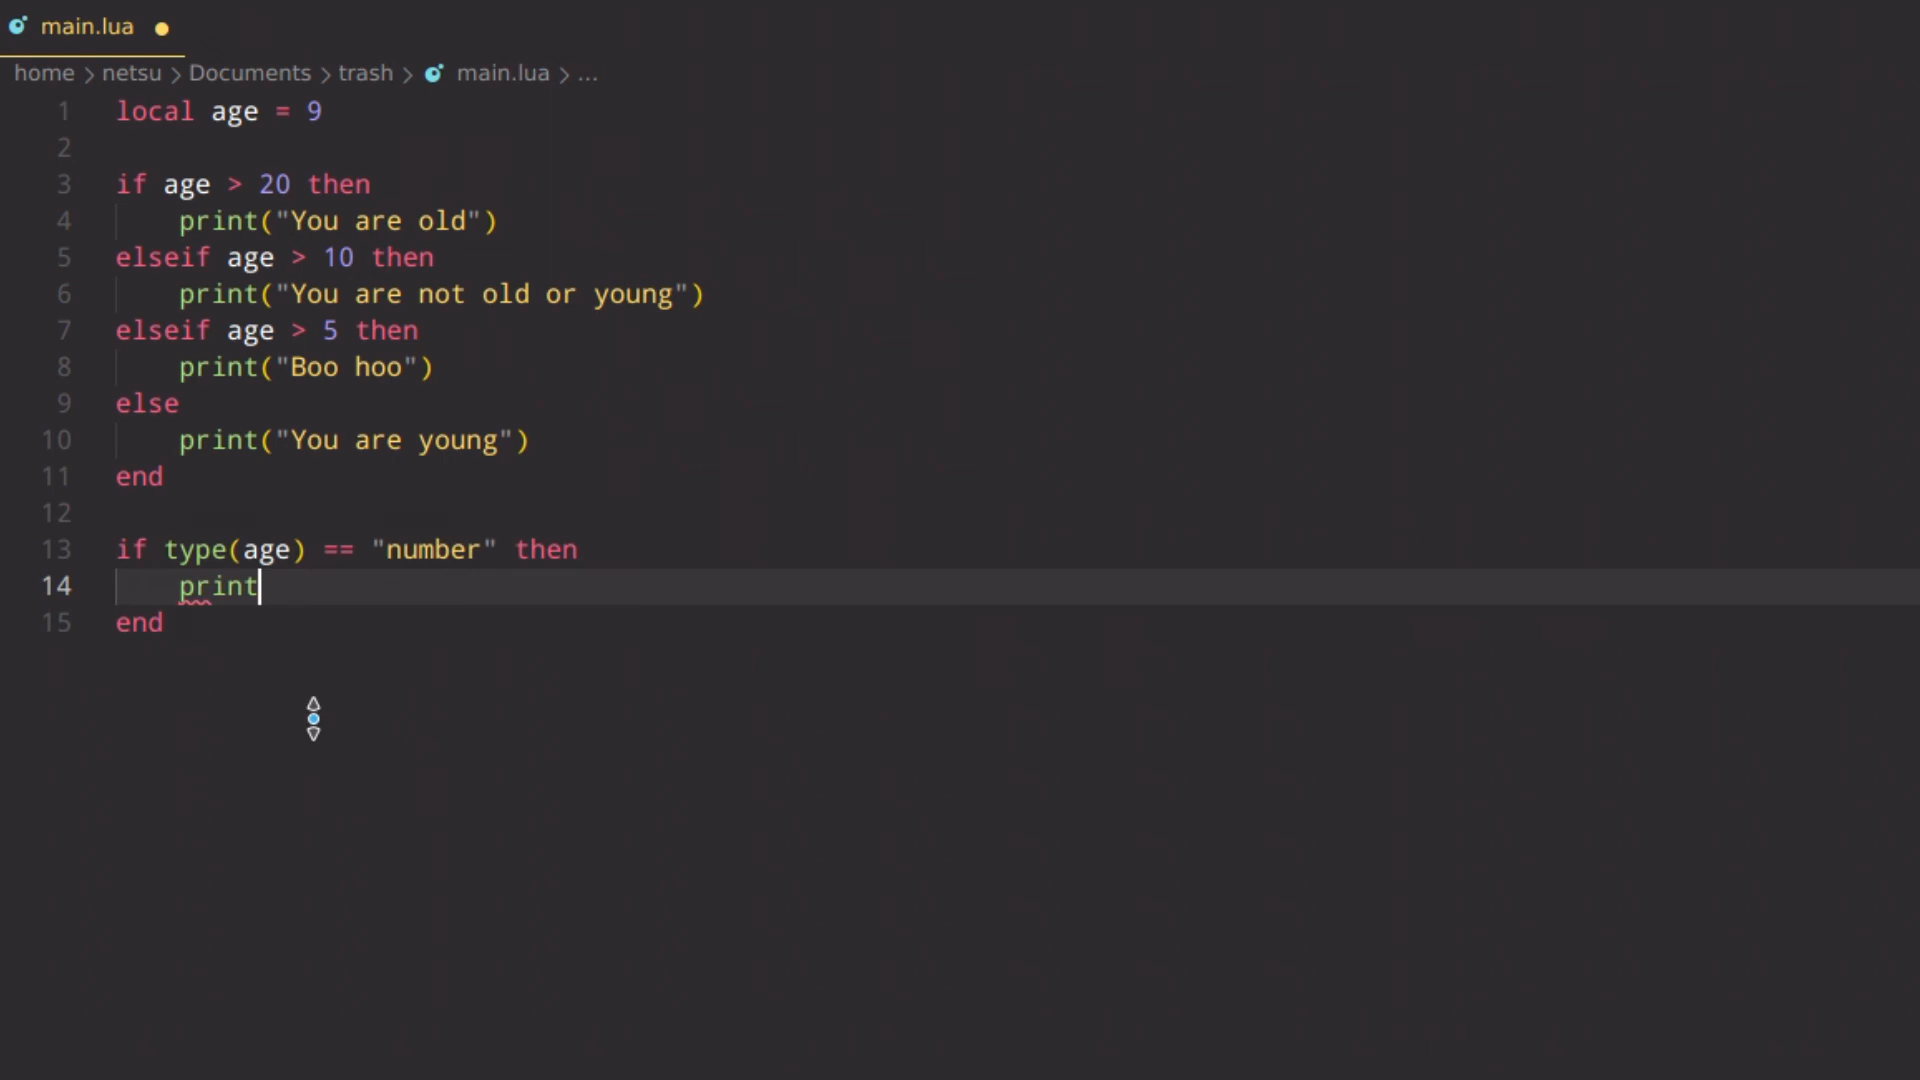 main.lua
home > netsu > Documents > trash > main.lua > ...
1 local age = 9
2
3 if age > 20 then
4     print("You are old")
5 elseif age > 10 then
6     print("You are not old or young")
7 elseif age > 5 then
8     print("Boo hoo")
9 else
10     print("You are young")
11 end
12
13 if type(age) == "number" then
14     print
15 end